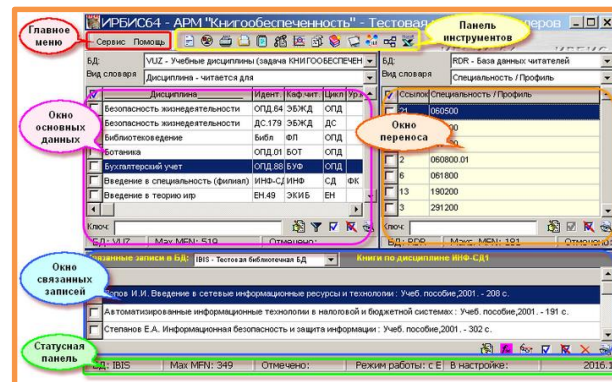 ИРБИС64 - АРМ "Книгообеспеченность" - Тестовая
Главное меню
Панель инструментов
Сервис Помощь
БД: VUZ - Учебные дисциплины (задача КНИГООБЕСПЕЧЕН
БД: RDR - База данных читателей
Вид словаря Дисциплина - читается для
Вид словаря Специальность / Профиль
Дисциплина Идент. Каф.чит. Цикл
Ссылок Специальность / Профиль
Безопасность жизнедеятельности ОПД.64 ЭБЖД ОПД
21 060500
Безопасность жизнедеятельности ДС.179 ЭБЖД ДС
Библиотековедение Библ ФЛ ОПД
Ботаника ОПД.01 БОТ ОПД
2 060800.01
Бухгалтерский учет ОПД.88 БУФ ОПД
6 061800
Введение в специальность (филиал) ИНФ-СД ИНФ СД ФК
13 190200
Введение в теорию игр ЕН.49 ЭКИБ ЕН
3 291200
Окно основных данных
Окно переноса
Ключ:
Ключ:
БД: VUZ Max MFN: 519 Отмечено:
БД: RDR Макс. MFN: 181 Отмечено
Связанные записи в БД: IBIS - Тестовая библиотечная БД Книги по дисциплине ИНФ-СД1
Окно связанных записей
И.И. Введение в сетевые информационные ресурсы и технологии : Учеб. пособие,2001. - 208 с.
Автоматизированные информационные технологии в налоговой и бюджетной системах : Учеб. пособие,2001. - 191 с.
Степанов Е.А. Информационная безопасность и защита информации : Учеб. пособие,2001. - 302 с.
Статусная панель
БД: IBIS Max MFN: 349 Отмечено: Режим работы: с Е В настройке: 2016.1